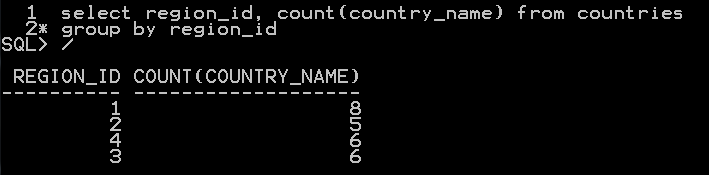 1 select region_id, count(country_name) from countries
2* group by region_id
SQL> /
REGION_ID COUNT(COUNTRY_NAME)
---------- -------------------
1 8
2 5
4 6
3 6